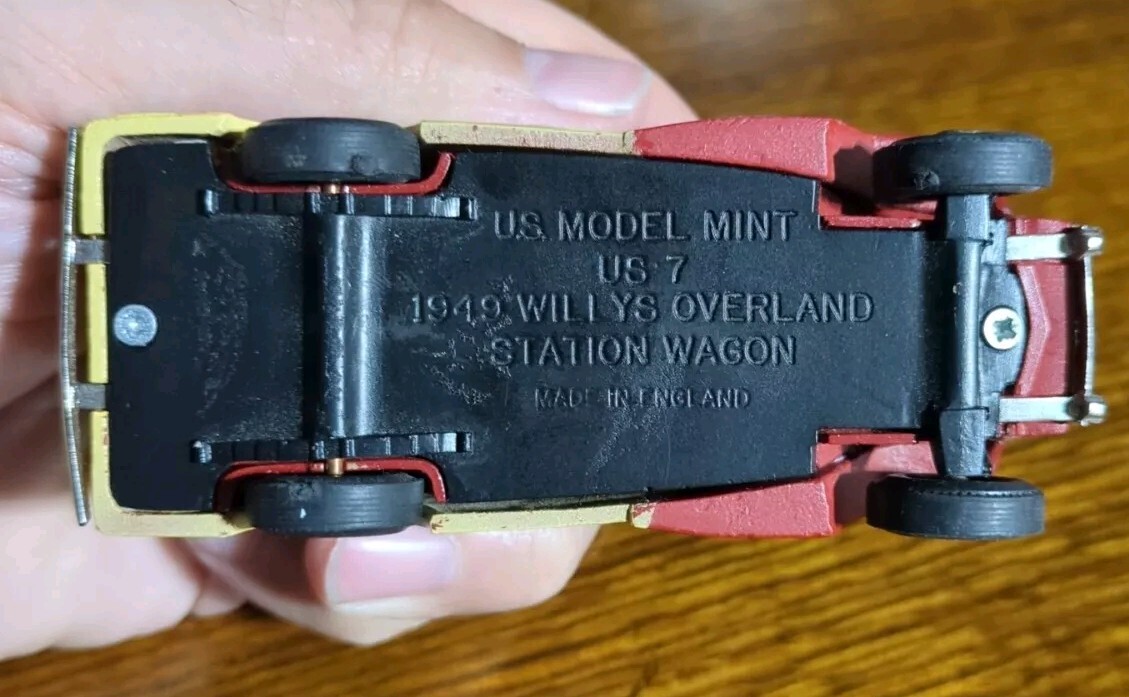 U.S. MODEL MINT
US 7
1949 WILLYS OVERLAND
STATION WAGON
MADE IN ENGLAND